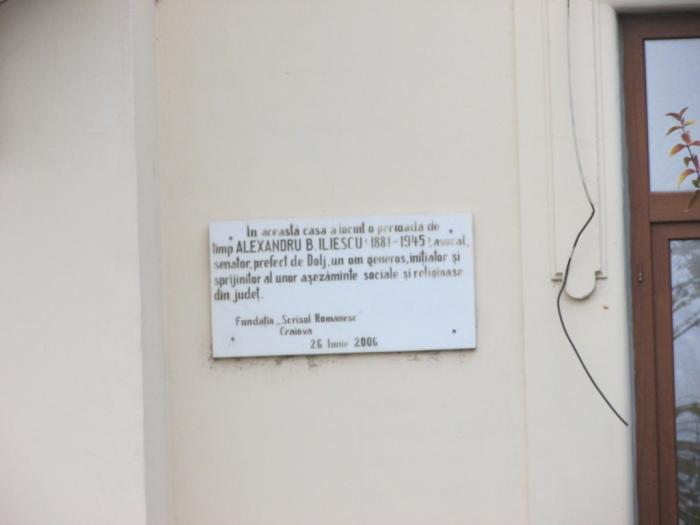 În această casă a locuit o perioadă de
timp ALEXANDRU B. ILIESCU (1881-1945), avocat,
senator, prefect de Dolj, un om generos, inițiator și
sprijinitor al unor așezăminte sociale și religioase
din județ.
Fundația „Scrisul Românesc"
Craiova
26 Iunie 2006